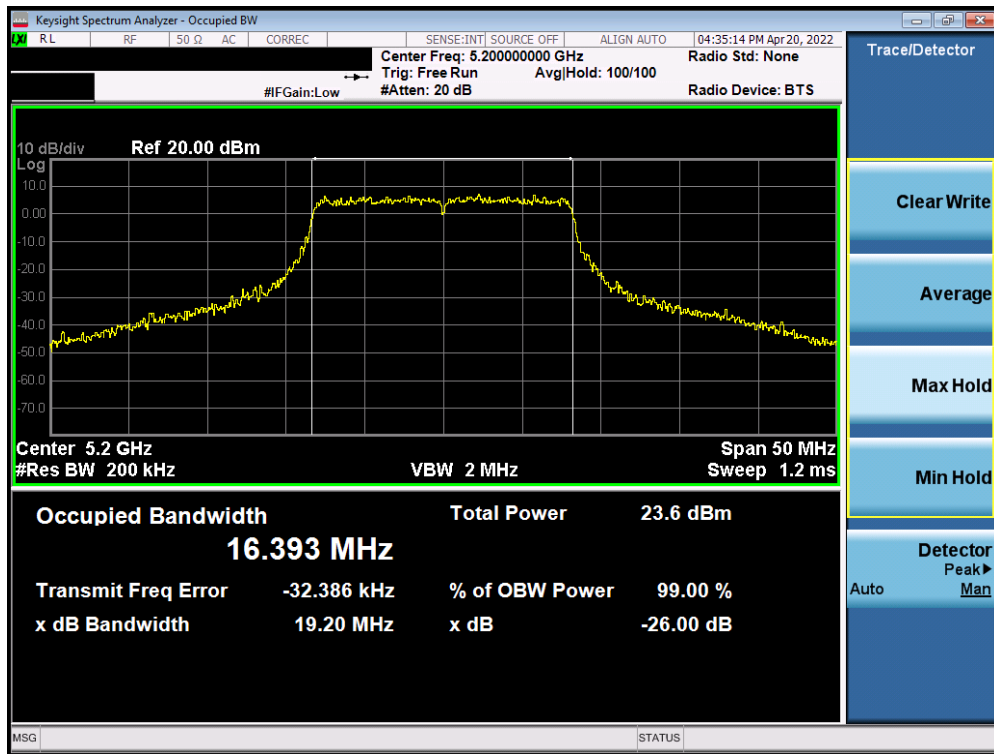 Keysight Spectrum Analyzer - Occupied BW
LXI RL RF 50 Ω AC CORREC SENSE:INT SOURCE OFF ALIGN AUTO 04:35:14 PM Apr 20, 2022
Center Freq: 5.200000000 GHz Radio Std: None
Trig: Free Run Avg|Hold: 100/100
#IFGain:Low #Atten: 20 dB Radio Device: BTS
Trace/Detector
10 dB/div Ref 20.00 dBm
Log
10.0
0.00
-10.0
-20.0
-30.0
-40.0
-50.0
-60.0
-70.0
Center 5.2 GHz Span 50 MHz
#Res BW 200 kHz VBW 2 MHz Sweep 1.2 ms
Occupied Bandwidth Total Power 23.6 dBm
16.393 MHz
Transmit Freq Error -32.386 kHz % of OBW Power 99.00 %
x dB Bandwidth 19.20 MHz x dB -26.00 dB
Clear Write
Average
Max Hold
Min Hold
Detector
Peak▶
Auto Man
MSG STATUS